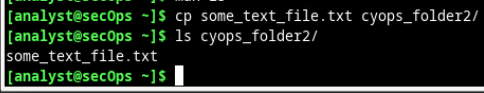 [analyst@secOps ~]$ cp some_text_file.txt cyops_folder2/
[analyst@secOps ~]$ ls cyops_folder2/
some_text_file.txt
[analyst@secOps ~]$